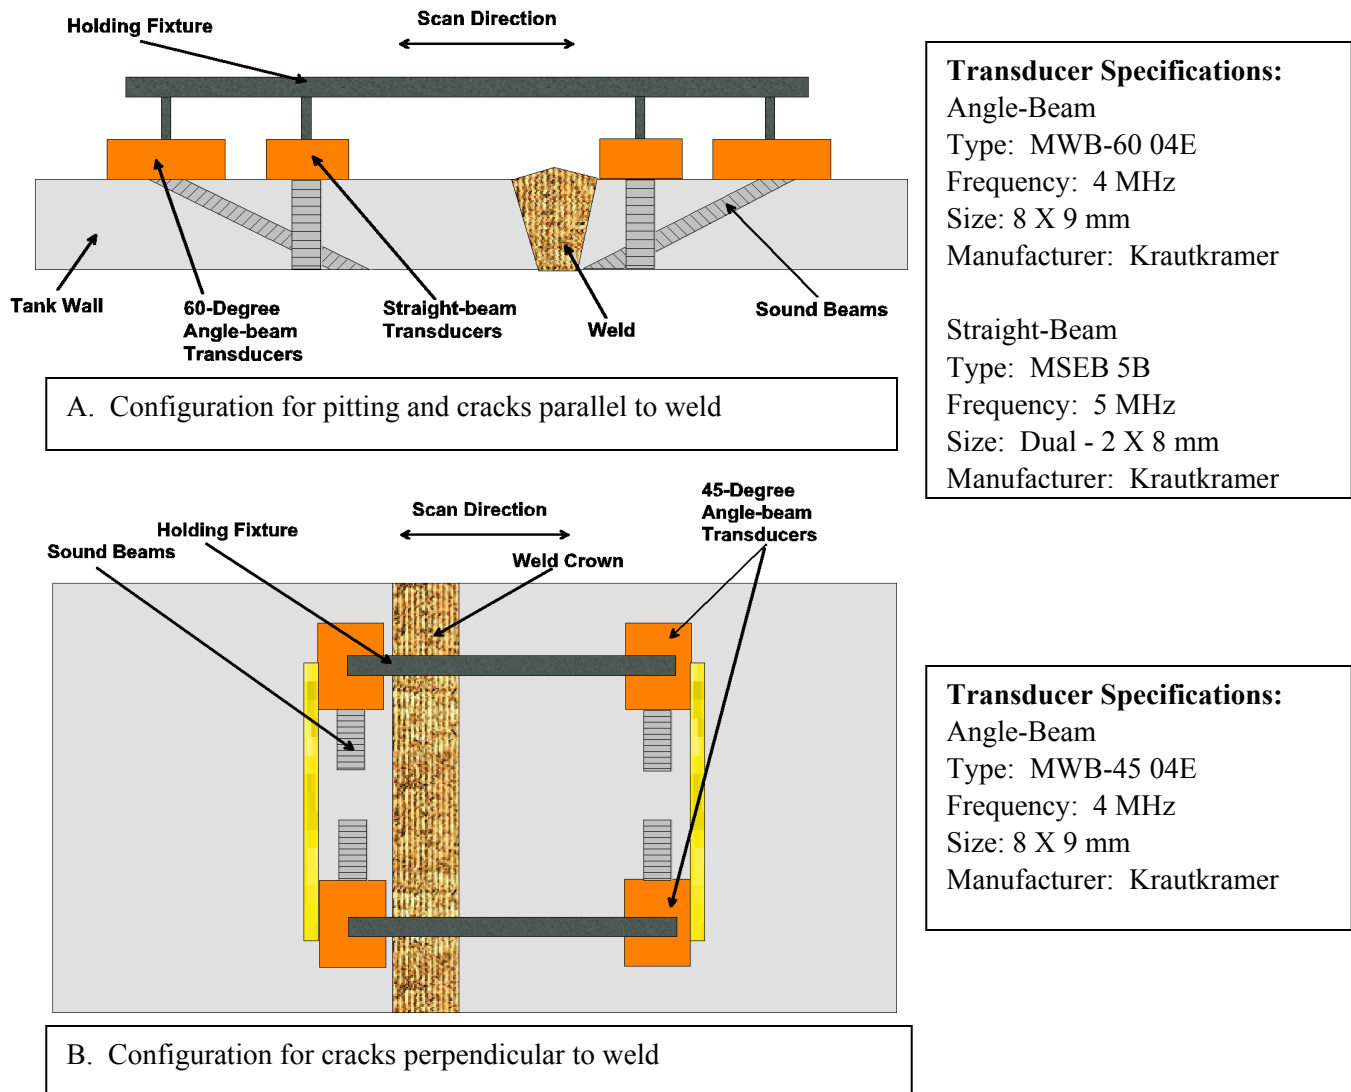 Holding Fixture
Scan Direction
Tank Wall
60-Degree
Angle-beam
Transducers
Straight-beam
Transducers
Weld
Sound Beams
A. Configuration for pitting and cracks parallel to weld
Transducer Specifications:
Angle-Beam
Type: MWB-60 04E
Frequency: 4 MHz
Size: 8 X 9 mm
Manufacturer: Krautkramer
Straight-Beam
Type: MSEB 5B
Frequency: 5 MHz
Size: Dual - 2 X 8 mm
Manufacturer: Krautkramer
Sound Beams
Holding Fixture
Scan Direction
Weld Crown
45-Degree
Angle-beam
Transducers
B. Configuration for cracks perpendicular to weld
Transducer Specifications:
Angle-Beam
Type: MWB-45 04E
Frequency: 4 MHz
Size: 8 X 9 mm
Manufacturer: Krautkramer